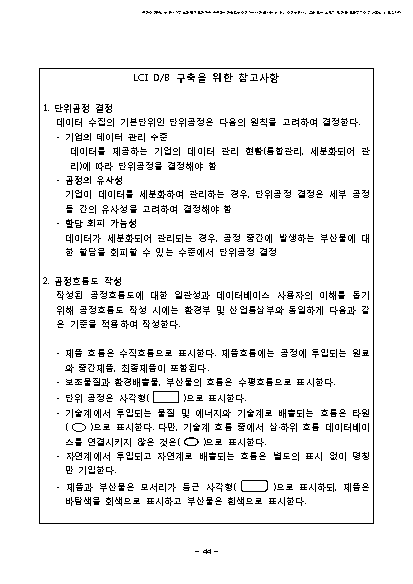 LCI D/B 구축을 위한 참고사항
1. 단위공정 결정
데이터 수집의 기본단위인 단위공정은 다음의 원칙을 고려하여 결정한다.
- 기업의 데이터 관리 수준
데이터를 제공하는 기업의 데이터 관리 현황(통합관리, 세분화되어 관
리)에 따라 단위공정을 결정해야 함
- 공정의 유사성
기업이 데이터를 세분화하여 관리하는 경우, 단위공정 결정은 세부 공정
들 간의 유사성을 고려하여 결정해야 함
- 할당 회피 가능성
데이터가 세분화되어 관리되는 경우, 공정 중간에 발생하는 부산물에 대
한 할당을 회피할 수 있는 수준에서 단위공정 결정
2. 공정흐름도 작성
작성된 공정흐름도에 대한 일관성과 데이터베이스 사용자의 이해를 돕기
위해 공정흐름도 작성 시에는 환경부 및 산업통상부와 동일하게 다음과 같
은 기준을 적용하여 작성한다.
- 제품 흐름은 수직흐름으로 표시한다. 제품흐름에는 공정에 투입되는 원료
와 중간제품, 최종제품이 포함된다.
- 보조물질과 환경배출물, 부산물의 흐름은 수평흐름으로 표시한다.
- 단위 공정은 사각형( )으로 표시한다.
- 기술계에서 투입되는 물질 및 에너지와 기술계로 배출되는 흐름은 타원
( )으로 표시한다. 다만, 기술계 흐름 중에서 상·하위 흐름 데이터베이
스를 연결시키지 않은 것은( )으로 표시한다.
- 자연계에서 투입되고 자연계로 배출되는 흐름은 별도의 표시 없이 명칭
만 기입한다.
- 제품과 부산물은 모서리가 둥근 사각형( )으로 표시하되, 제품은
바탕색을 회색으로 표시하고 부산물은 흰색으로 표시한다.
- 44 -